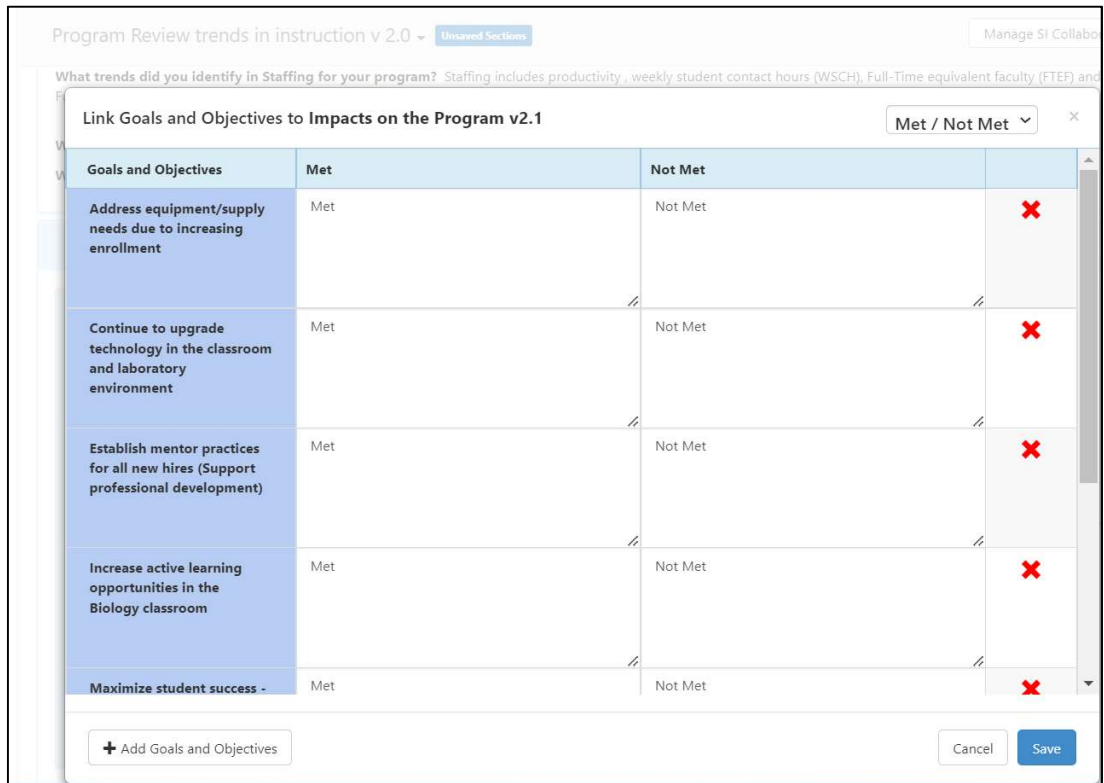 Program Review trends in instruction v 2.0 Unsaved Sections Manage SI Collabo
What trends did you identify in Staffing for your program? Staffing includes productivity , weekly student contact hours (WSCH), Full-Time equivalent faculty (FTEF) and
Link Goals and Objectives to Impacts on the Program v2.1 Met / Not Met ×
Goals and Objectives Met Not Met
Address equipment/supply Met Not Met
needs due to increasing
enrollment
Continue to upgrade Met Not Met
technology in the classroom
and laboratory
environment
Establish mentor practices Met Not Met
for all new hires (Support
professional development)
Increase active learning Met Not Met
opportunities in the
Biology classroom
Maximize student success - Met Not Met
+ Add Goals and Objectives Cancel Save